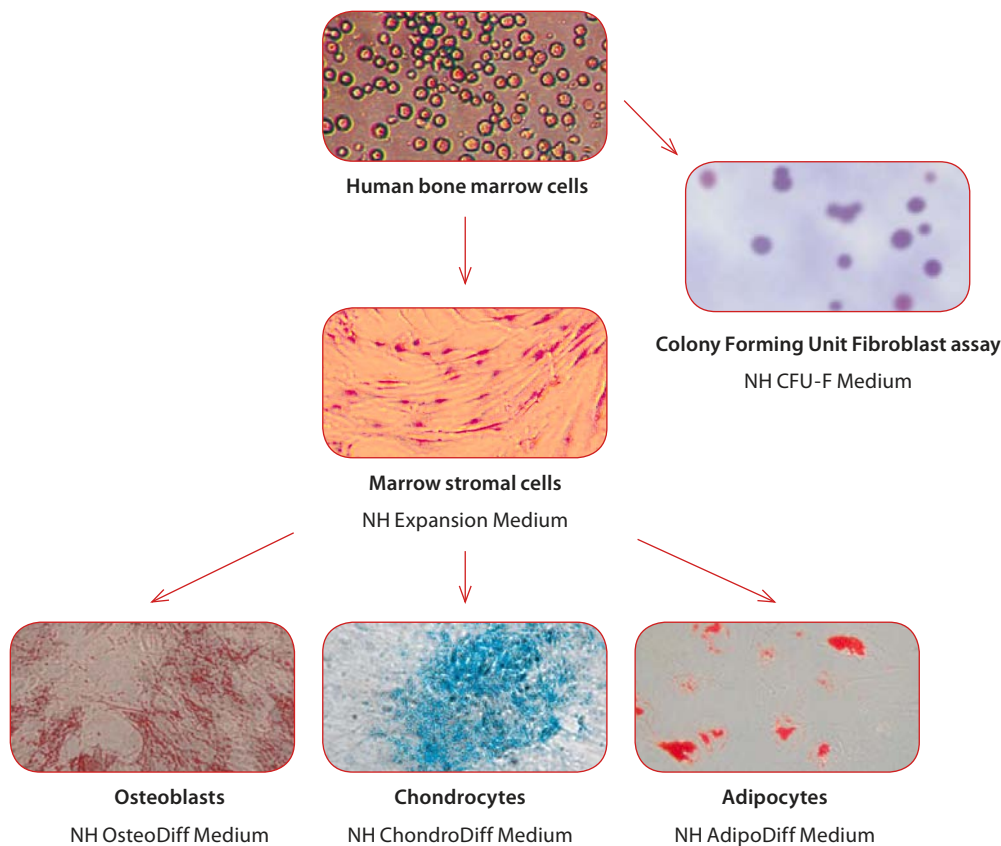 Human bone marrow cells
Colony Forming Unit Fibroblast assay
NH CFU-F Medium
Marrow stromal cells
NH Expansion Medium
Osteoblasts
NH OsteoDiff Medium
Chondrocytes
NH ChondroDiff Medium
Adipocytes
NH AdipoDiff Medium